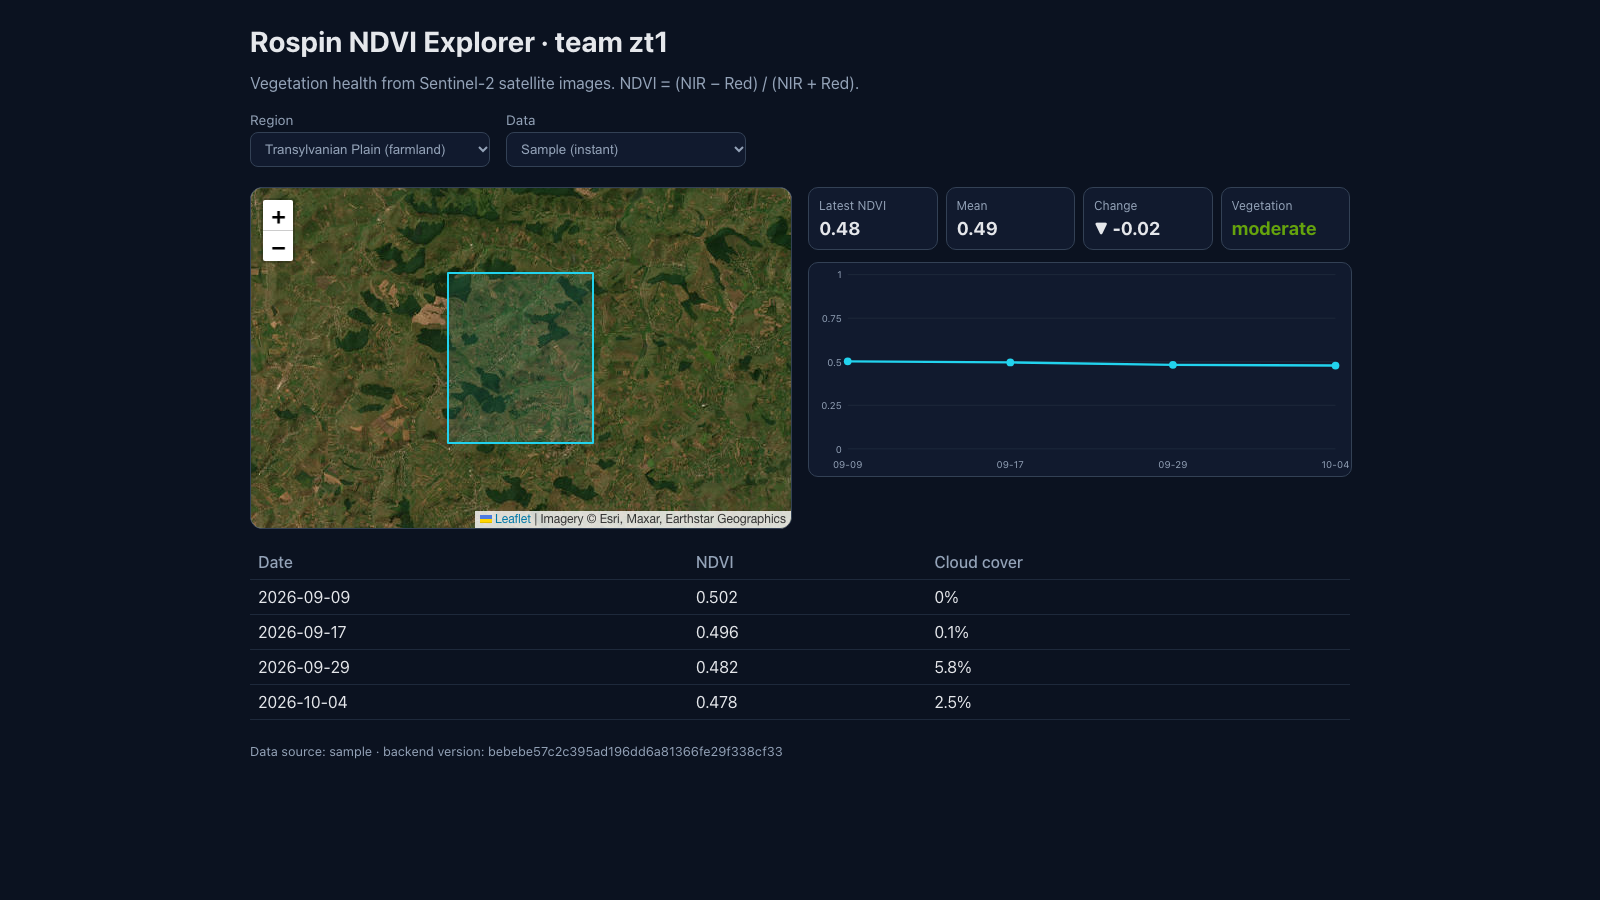 Rospin NDVI Explorer · team zt1
Vegetation health from Sentinel-2 satellite images. NDVI = (NIR − Red) / (NIR + Red).
Region
Data
Transylvanian Plain (farmland)
Sample (instant)
+
−
Leaflet | Imagery © Esri, Maxar, Earthstar Geographics
Latest NDVI
0.48
Mean
0.49
Change
▼ -0.02
Vegetation
moderate
1
0.75
0.5
0.25
0
09-09 09-17 09-29 10-04
Date NDVI Cloud cover
2026-09-09 0.502 0%
2026-09-17 0.496 0.1%
2026-09-29 0.482 5.8%
2026-10-04 0.478 2.5%
Data source: sample · backend version: bebebe57c2c395ad196dd6a81366fe29f338cf33